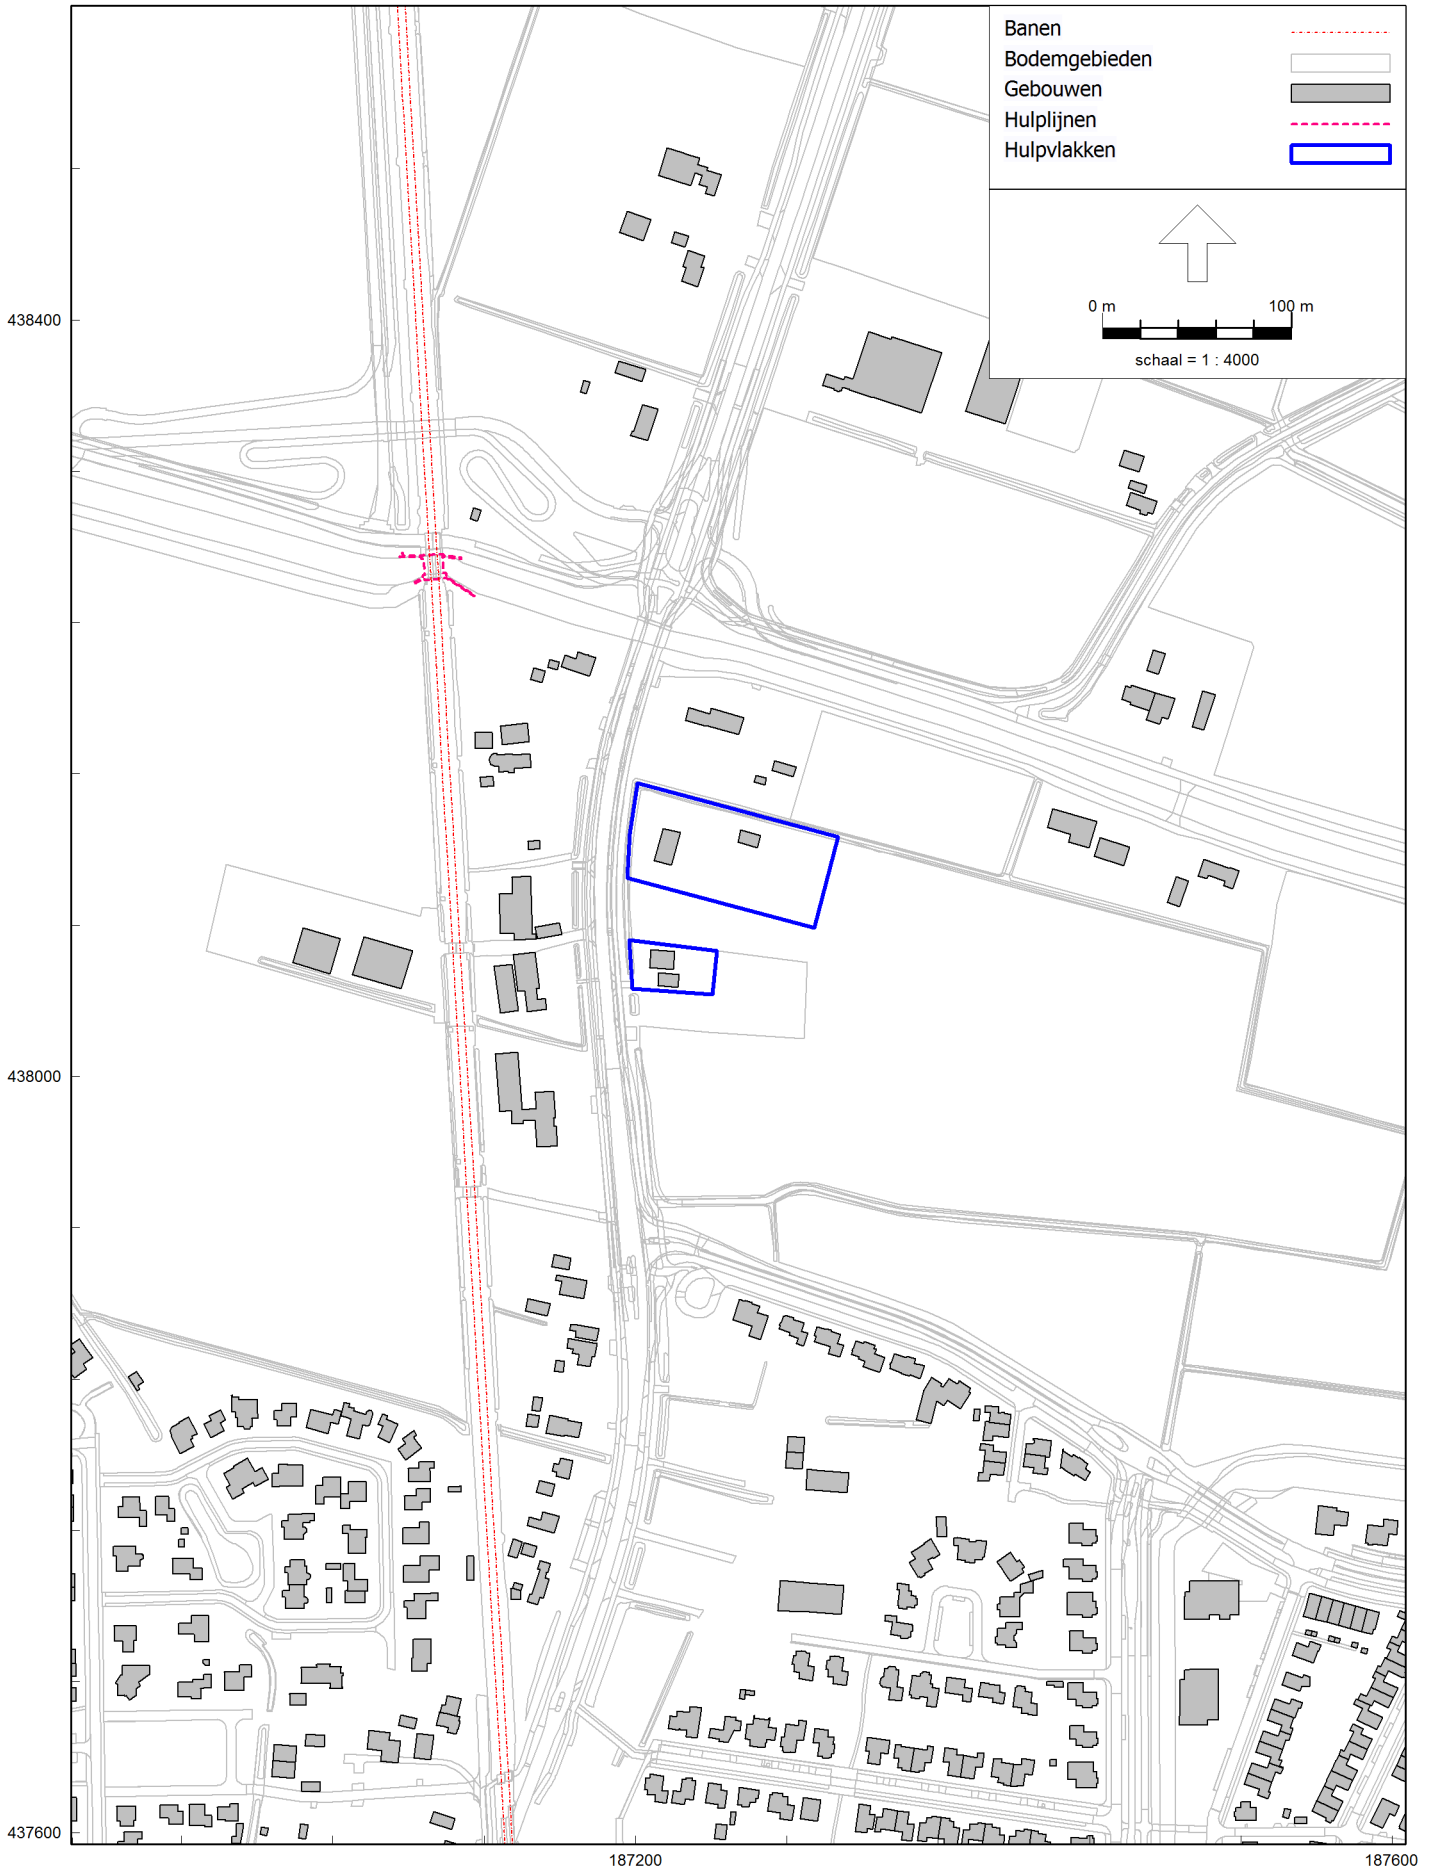 Banen
Bodemgebieden
Gebouwen
Hulplijnen
Hulpvlakken
0 m 100 m
schaal = 1 : 4000
438400
438000
437600
187200 187600